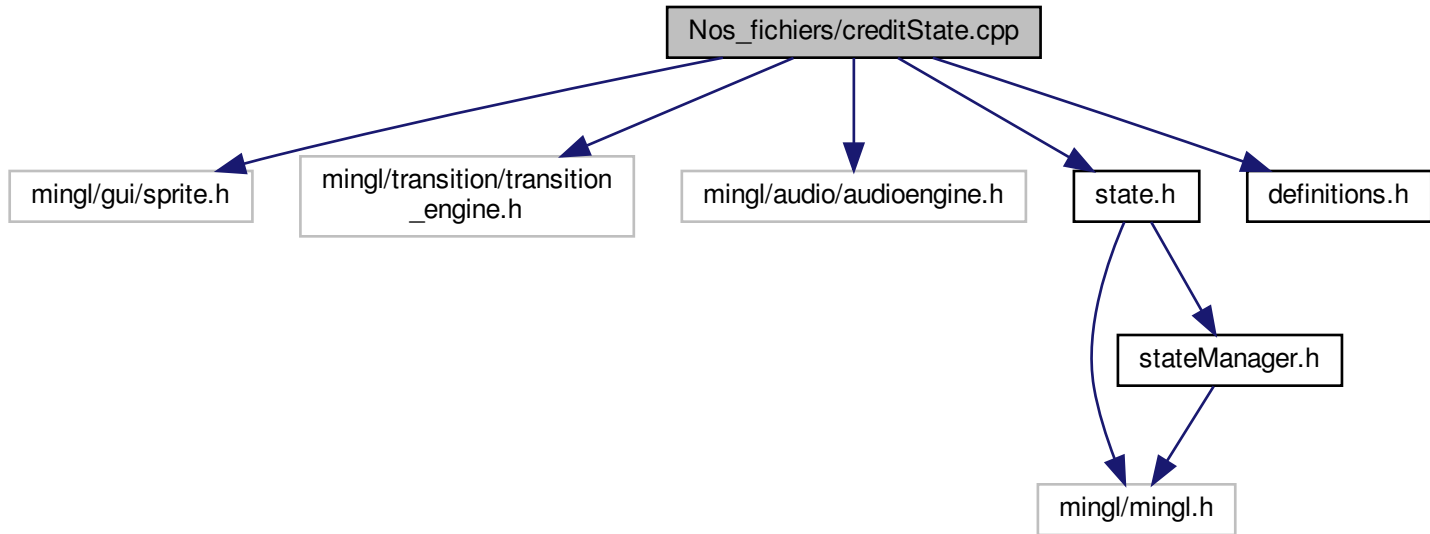 Nos_fichiers/creditState.cpp
mingl/gui/sprite.h
mingl/transition/transition
_engine.h
mingl/audio/audioengine.h
state.h
definitions.h
stateManager.h
mingl/mingl.h